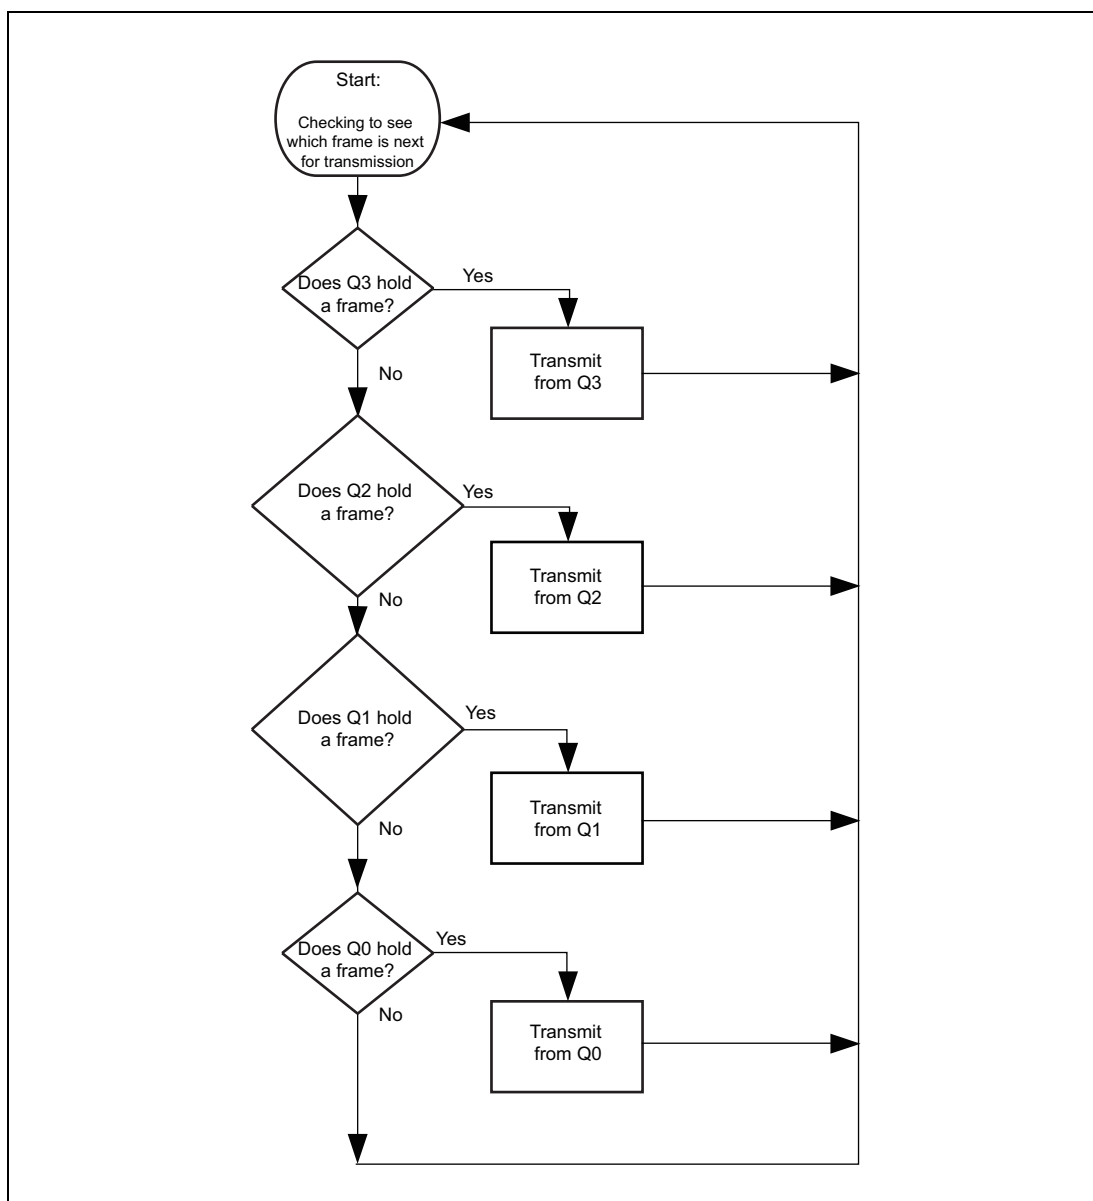 Start:
Checking to see
which frame is next
for transmission
Does Q3 hold
a frame?
Yes
Transmit
from Q3
No
Does Q2 hold
a frame?
Yes
Transmit
from Q2
No
Does Q1 hold
a frame?
Yes
Transmit
from Q1
No
Does Q0 hold
a frame?
Yes
Transmit
from Q0
No